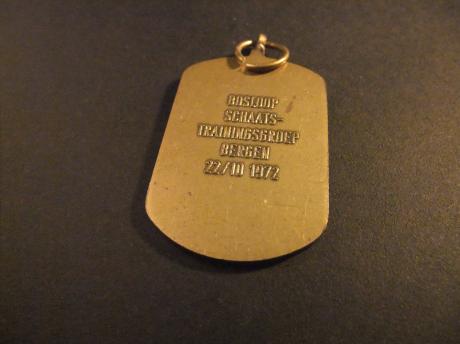 BOSLOOP
SCHAATS-
TRAININGSGROEP
BERGEN
22/10 1972